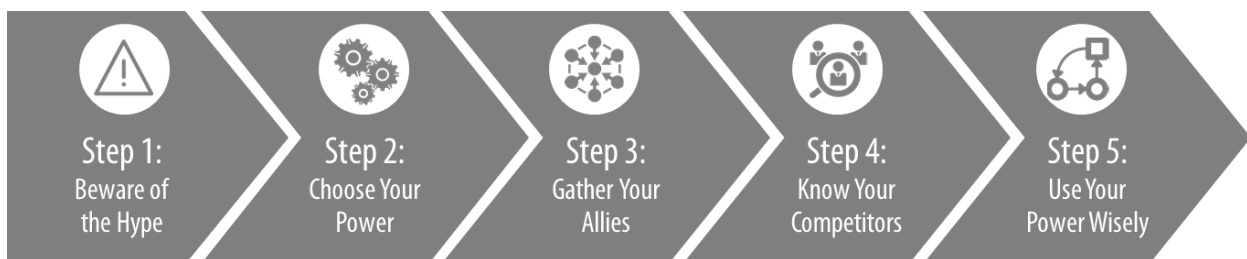 Step 1:
Beware of
the Hype
Step 2:
Choose Your
Power
Step 3:
Gather Your
Allies
Step 4:
Know Your
Competitors
Step 5:
Use Your
Power Wisely